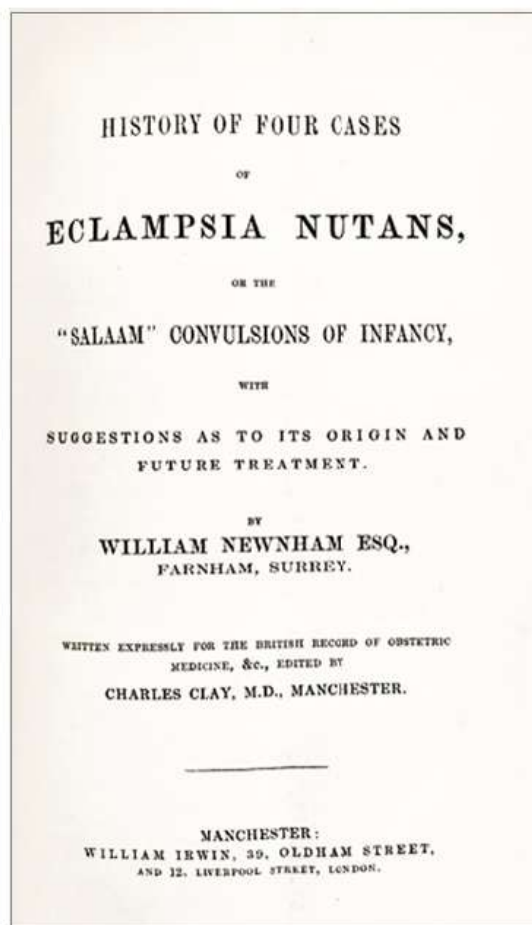 HISTORY OF FOUR CASES
OF
ECLAMPSIA NUTANS,
OR THE
"SALAAM" CONVULSIONS OF INFANCY,
WITH
SUGGESTIONS AS TO ITS ORIGIN AND
FUTURE TREATMENT.
BY
WILLIAM NEWNHAM ESQ.,
FARNHAM, SURREY.
WRITTEN EXPRESSLY FOR THE BRITISH RECORD OF OBSTETRIC
MEDICINE, &c., EDITED BY
CHARLES CLAY, M.D., MANCHESTER.
MANCHESTER:
WILLIAM IRWIN, 39, OLDHAM STREET,
AND 12, LIVERPOOL STREET, LONDON.